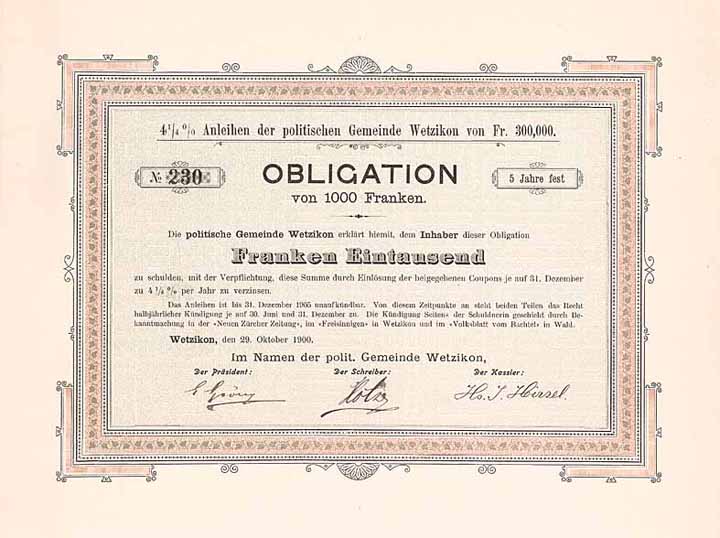 4 1/4 % Anleihen der politischen Gemeinde Wetzikon von Fr. 300,000.
№ 230
OBLIGATION
5 Jahre fest
von 1000 Franken.
Die politische Gemeinde Wetzikon erklärt hiemit, dem Inhaber dieser Obligation
Franken Eintausend
zu schulden, mit der Verpflichtung, diese Summe durch Einlösung der beigegebenen Coupons je auf 31. Dezember
zu 4 1/4 % per Jahr zu verzinsen.
Das Anleihen ist bis 31. Dezember 1905 unaufkündbar. Von diesem Zeitpunkte an steht beiden Teilen das Recht
halbjährlicher Kündigung je auf 30. Juni und 31. Dezember zu. Die Kündigung Seitens der Schuldnerin geschieht durch Be-
kanntmachung in der «Neuen Zürcher Zeitung», im «Freisinnigen» in Wetzikon und im «Volksblatt vom Bachtel» in Wald.
Wetzikon, den 29. Oktober 1900.
Im Namen der polit. Gemeinde Wetzikon,
Der Präsident: Der Schreiber: Der Kassier:
Hs. J. Hirzel.